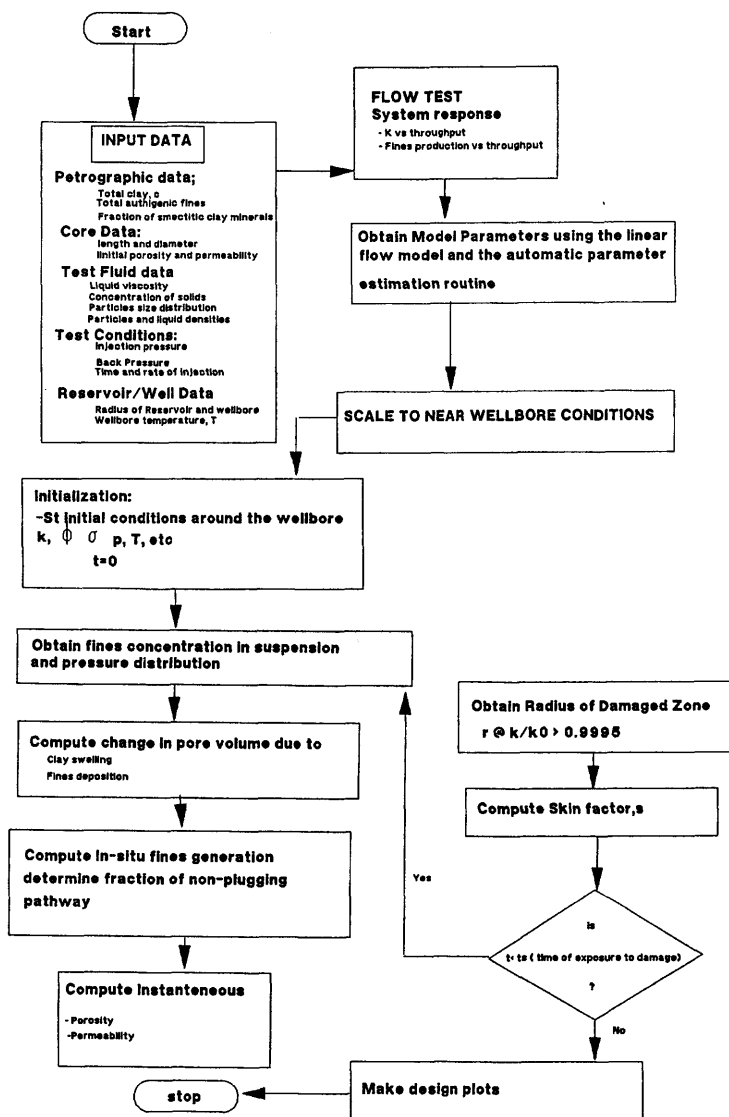 Start
INPUT DATA
Petrographic data;
Total clay, c
Total authigenic fines
Fraction of smectitic clay minerals
Core Data:
length and diameter
Iinitial porosity and permeability
Test Fluid data
Liquid viscosity
Concentration of solids
Particles size distribution
Particles and liquid densities
Test Conditions:
Injection pressure
Back Pressure
Time and rate of injection
Reservoir/Well Data
Radius of Reservoir and wellbore
Wellbore temperature, T
FLOW TEST
System response
- K vs throughput
- Fines production vs throughput
Obtain Model Parameters using the linear
flow model and the automatic parameter
estimation routine
SCALE TO NEAR WELLBORE CONDITIONS
Initialization:
-St initial conditions around the wellbore
k, ϕ σ p, T, etc
t=0
Obtain fines concentration in suspension
and pressure distribution
Compute change in pore volume due to
Clay swelling
Fines deposition
Compute in-situ fines generation
determine fraction of non-plugging
pathway
Compute Instanteneous
- Porosity
-Permeability
Obtain Radius of Damaged Zone
r @ k/k0 > 0.9995
Compute Skin factor,s
Yes
is
t< ts ( time of exposure to damage)
?
No
Make design plots
stop